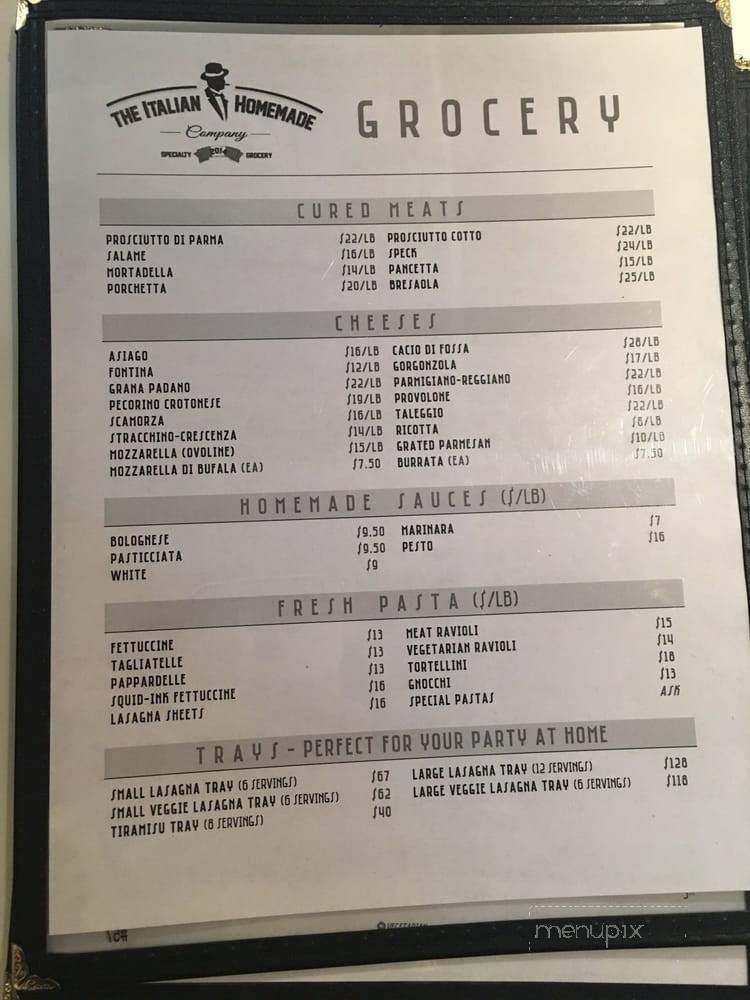 THE ITALIAN HOMEMADE
Company
SPECIALTY 2014 GROCERY
GROCERY
CURED MEATS
PROSCIUTTO DI PARMA $22/LB PROSCIUTTO COTTO $22/LB
SALAME $16/LB SPECK $24/LB
MORTADELLA $14/LB PANCETTA $15/LB
PORCHETTA $20/LB BRESAOLA $25/LB
CHEESES
ASIAGO $16/LB CACIO DI FOSSA $28/LB
FONTINA $12/LB GORGONZOLA $17/LB
GRANA PADANO $22/LB PARMIGIANO-REGGIANO $22/LB
PECORINO CROTONESE $19/LB PROVOLONE $16/LB
SCAMORZA $16/LB TALEGGIO $22/LB
STRACCHINO-CRESCENZA $14/LB RICOTTA $8/LB
MOZZARELLA (OVOLINE) $15/LB GRATED PARMESAN $18/LB
MOZZARELLA DI BUFALA (EA) $7.50 BURRATA (EA) $7.50
HOMEMADE SAUCES ($/LB)
BOLOGNESE $9.50 MARINARA $7
PASTICCIATA $9.50 PESTO $16
WHITE $9
FRESH PASTA ($/LB)
FETTUCCINE $13 MEAT RAVIOLI $15
TAGLIATELLE $13 VEGETARIAN RAVIOLI $14
PAPPARDELLE $13 TORTELLINI $18
SQUID-INK FETTUCCINE $16 GNOCCHI $13
LASAGNA SHEETS $16 SPECIAL PASTAS ASK
TRAYS - PERFECT FOR YOUR PARTY AT HOME
SMALL LASAGNA TRAY (6 SERVINGS) $67 LARGE LASAGNA TRAY (12 SERVINGS) $128
SMALL VEGGIE LASAGNA TRAY (6 SERVINGS) $62 LARGE VEGGIE LASAGNA TRAY (6 SERVINGS) $118
TIRAMISU TRAY (8 SERVINGS) $40
VEGETARIAN
menupix